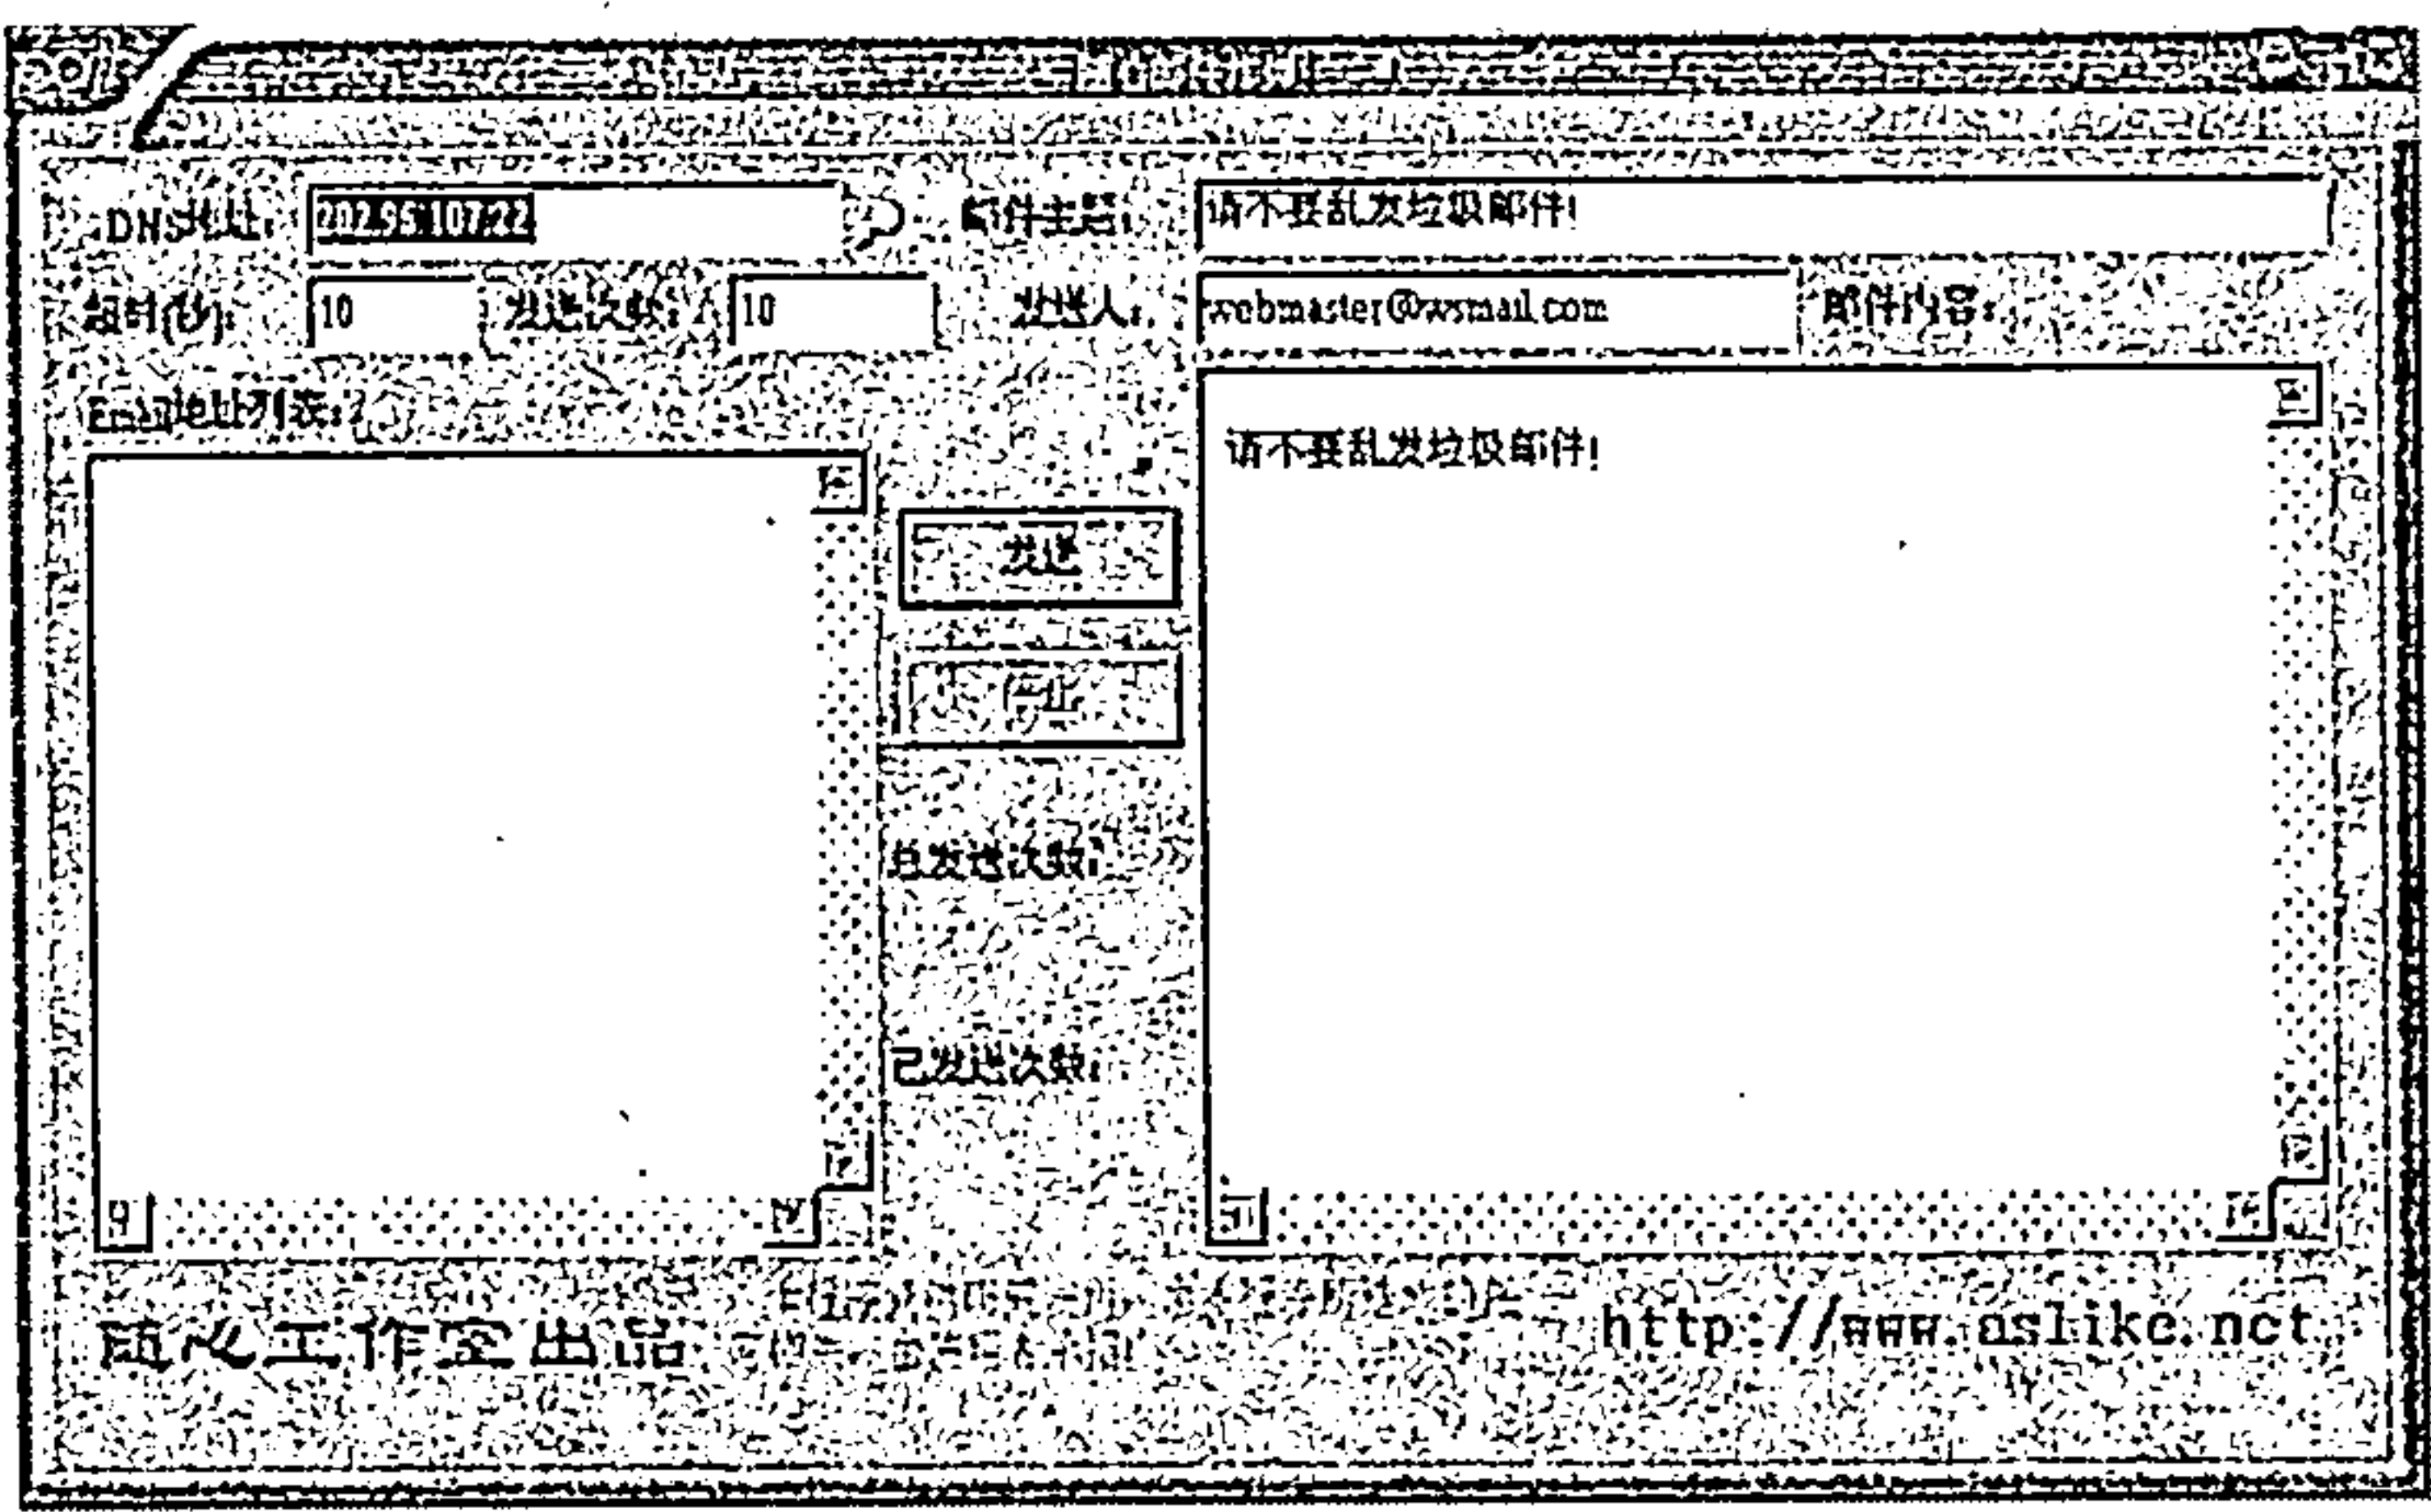 DNS地址: 202.96.107.27 邮件主题: 请不要乱发垃圾邮件!
超时(秒): 10 发送次数: 10 发送人: webmaster@wsmail.com 邮件内容:
Email地址列表:
请不要乱发垃圾邮件!
发送
停止
总发送次数:
已发送次数:
随心工作室出品 http://www.oslike.net